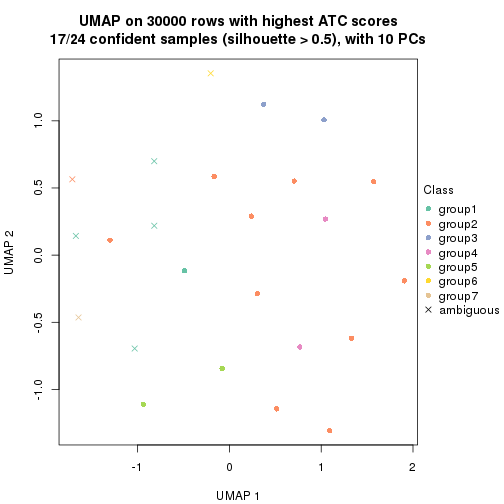 UMAP on 30000 rows with highest ATC scores
17/24 confident samples (silhouette > 0.5), with 10 PCs
UMAP 2
1.0
0.5
0.0
-0.5
-1.0
-1
0
1
2
UMAP 1
Class
group1
group2
group3
group4
group5
group6
group7
ambiguous